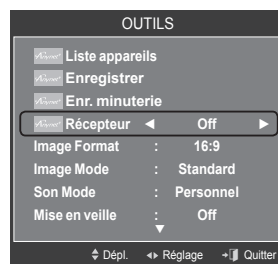 OUTILS
Liste appareils
Enregistrer
Enr. minuterie
Récepteur ◄ Off ►
Image Format : 16:9
Image Mode : Standard
Son Mode : Personnel
Mise en veille : Off
▼
Dépl. Réglage Quitter